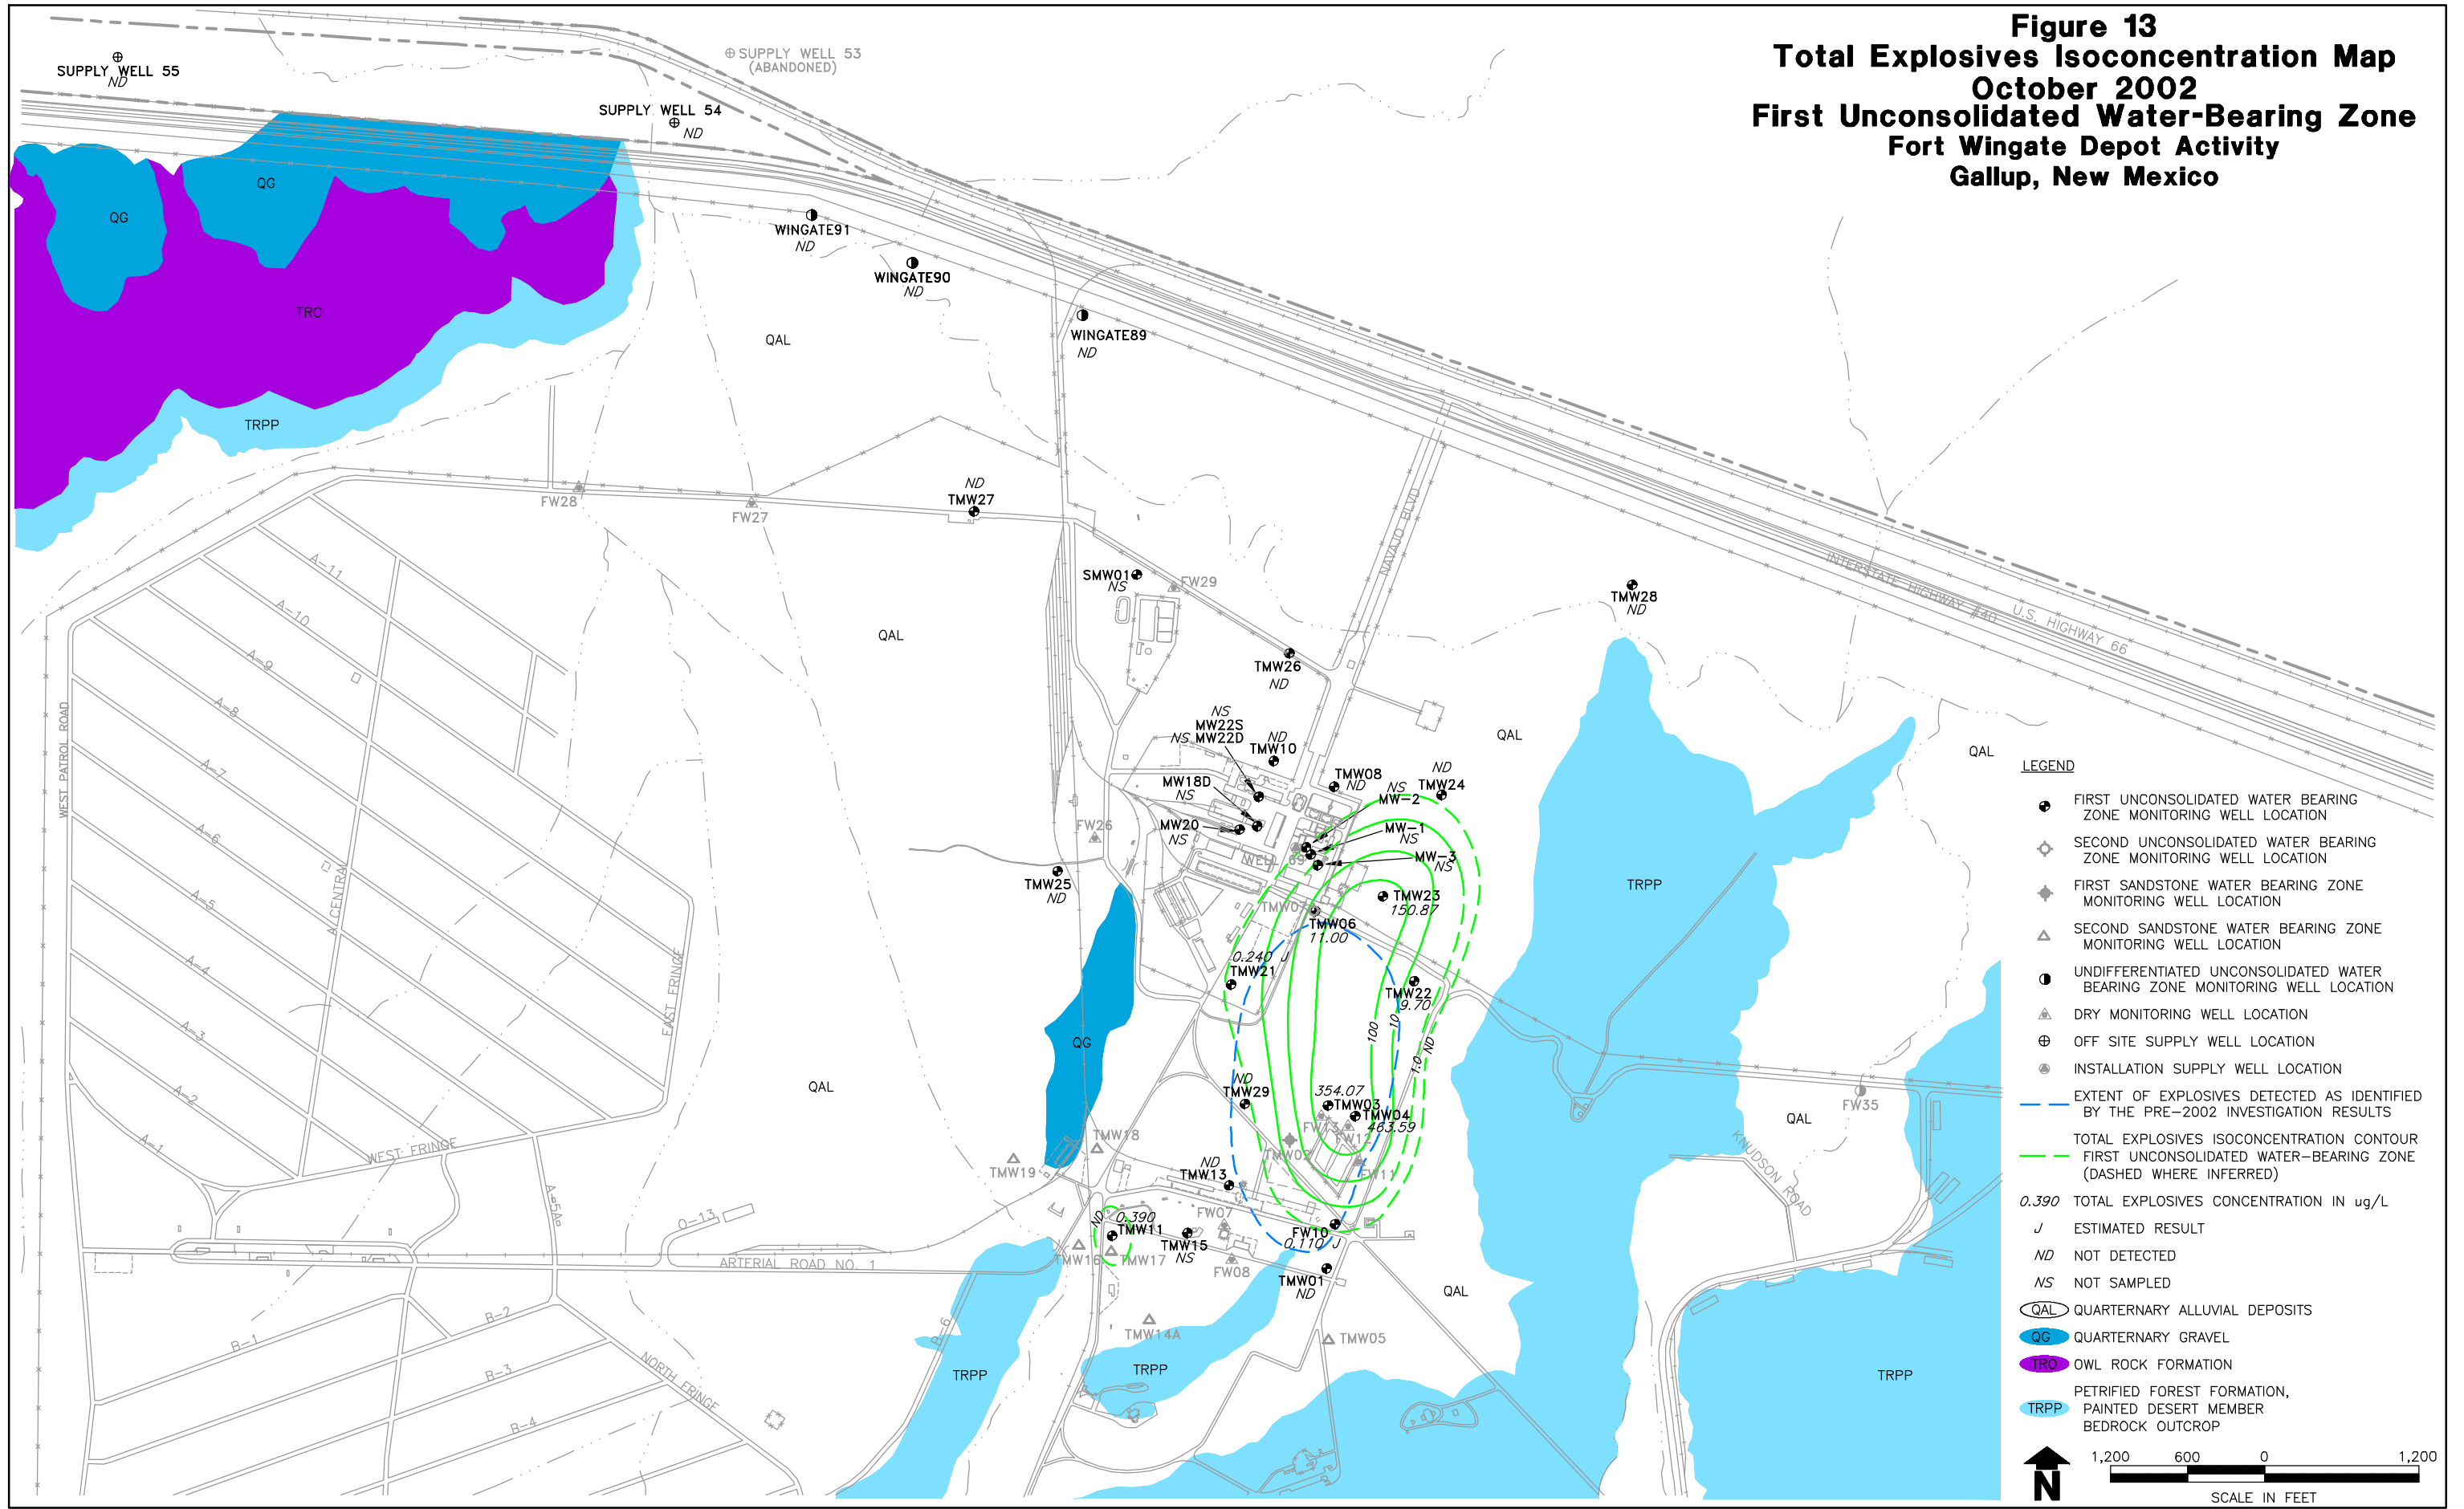 Figure 13
Total Explosives Isoconcentration Map
October 2002
First Unconsolidated Water-Bearing Zone
Fort Wingate Depot Activity
Gallup, New Mexico
SUPPLY WELL 55
ND
SUPPLY WELL 53
(ABANDONED)
SUPPLY WELL 54
ND
QG
QG
TRO
TRPP
WINGATE91
ND
WINGATE90
ND
WINGATE89
ND
QAL
FW28
FW27
ND
TMW27
SMW01
NS
FW29
NAVAJO BLVD
INTERSTATE HIGHWAY #40
U.S. HIGHWAY 66
TMW28
ND
QAL
TMW26
ND
A-11
A-10
A-9
A-8
A-7
A-6
A-5
A-4
A-3
A-2
A-1
WEST PATROL ROAD
A CENTRAL
EAST FRINGE
WEST FRINGE
NS
MW22S
NS MW22D
ND
TMW10
MW18D
NS
MW20
NS
TMW08
ND
NS
MW-2
ND
TMW24
MW-1
NS
MW-3
NS
WELL 69
FW26
TMW25
ND
QAL
QAL
TRPP
TMW23
150.87
TMW07
TMW06
11.00
0.240 J
TMW21
TMW22
9.70
100
10
1.0
ND
QG
QAL
ND
TMW29
354.07
TMW03
TMW04
463.59
FW13
FW12
TMW02
FW11
TMW18
TMW19
ND
TMW13
ND
0.390
TMW11
TMW15
NS
FW07
FW08
FW10
0.110 J
TMW16
TMW17
TMW01
ND
TMW14A
TMW05
QAL
TRPP
TRPP
A-5A
O-13
ARTERIAL ROAD NO. 1
B-1
B-2
B-3
B-4
B-6
NORTH FRINGE
FW35
QAL
KNUDSON ROAD
TRPP
LEGEND
FIRST UNCONSOLIDATED WATER BEARING
ZONE MONITORING WELL LOCATION
SECOND UNCONSOLIDATED WATER BEARING
ZONE MONITORING WELL LOCATION
FIRST SANDSTONE WATER BEARING ZONE
MONITORING WELL LOCATION
SECOND SANDSTONE WATER BEARING ZONE
MONITORING WELL LOCATION
UNDIFFERENTIATED UNCONSOLIDATED WATER
BEARING ZONE MONITORING WELL LOCATION
DRY MONITORING WELL LOCATION
OFF SITE SUPPLY WELL LOCATION
INSTALLATION SUPPLY WELL LOCATION
EXTENT OF EXPLOSIVES DETECTED AS IDENTIFIED
BY THE PRE-2002 INVESTIGATION RESULTS
TOTAL EXPLOSIVES ISOCONCENTRATION CONTOUR
FIRST UNCONSOLIDATED WATER-BEARING ZONE
(DASHED WHERE INFERRED)
0.390 TOTAL EXPLOSIVES CONCENTRATION IN ug/L
J ESTIMATED RESULT
ND NOT DETECTED
NS NOT SAMPLED
QAL QUARTERNARY ALLUVIAL DEPOSITS
QG QUARTERNARY GRAVEL
TRO OWL ROCK FORMATION
PETRIFIED FOREST FORMATION,
TRPP PAINTED DESERT MEMBER
BEDROCK OUTCROP
N
1,200 600 0 1,200
SCALE IN FEET